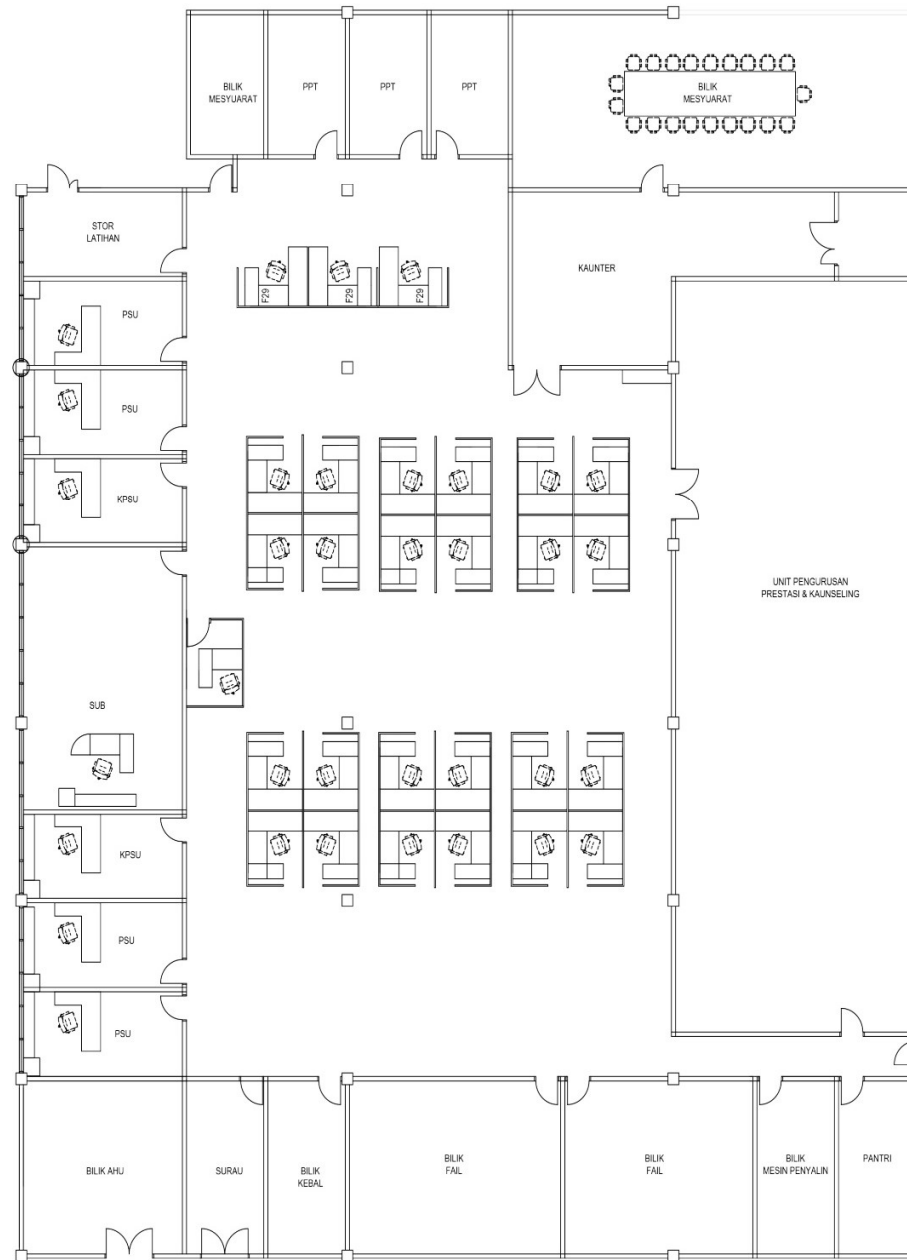 BILIK
MESYUARAT
PPT
PPT
PPT
BILIK
MESYUARAT
STOR
LATIHAN
KAUNTER
F29
F29
F29
PSU
PSU
KPSU
UNIT PENGURUSAN
PRESTASI & KAUNSELING
SUB
KPSU
PSU
PSU
BILIK AHU
SURAU
BILIK
KEBAL
BILIK
FAIL
BILIK
FAIL
BILIK
MESIN PENYALIN
PANTRI